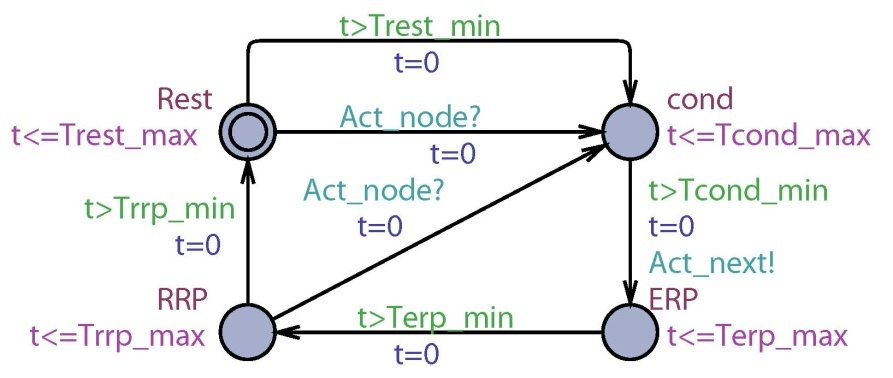 t>Trest_min
t=0
Rest
cond
t<=Trest_max
Act_node?
t<=Tcond_max
t=0
t>Trrp_min
Act_node?
t>Tcond_min
t=0
t=0
t=0
Act_next!
RRP
ERP
t<=Trrp_max
t>Terp_min
t<=Terp_max
t=0